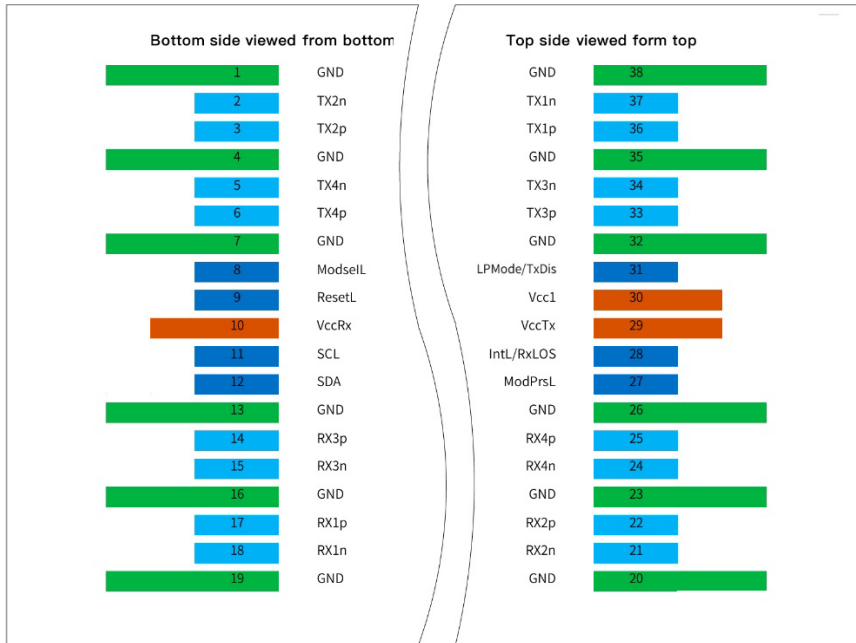 Bottom side viewed from bottom
1 GND
2 TX2n
3 TX2p
4 GND
5 TX4n
6 TX4p
7 GND
8 ModselL
9 ResetL
10 VccRx
11 SCL
12 SDA
13 GND
14 RX3p
15 RX3n
16 GND
17 RX1p
18 RX1n
19 GND
Top side viewed form top
GND 38
TX1n 37
TX1p 36
GND 35
TX3n 34
TX3p 33
GND 32
LPMode/TxDis 31
Vcc1 30
VccTx 29
IntL/RxLOS 28
ModPrsL 27
GND 26
RX4p 25
RX4n 24
GND 23
RX2p 22
RX2n 21
GND 20